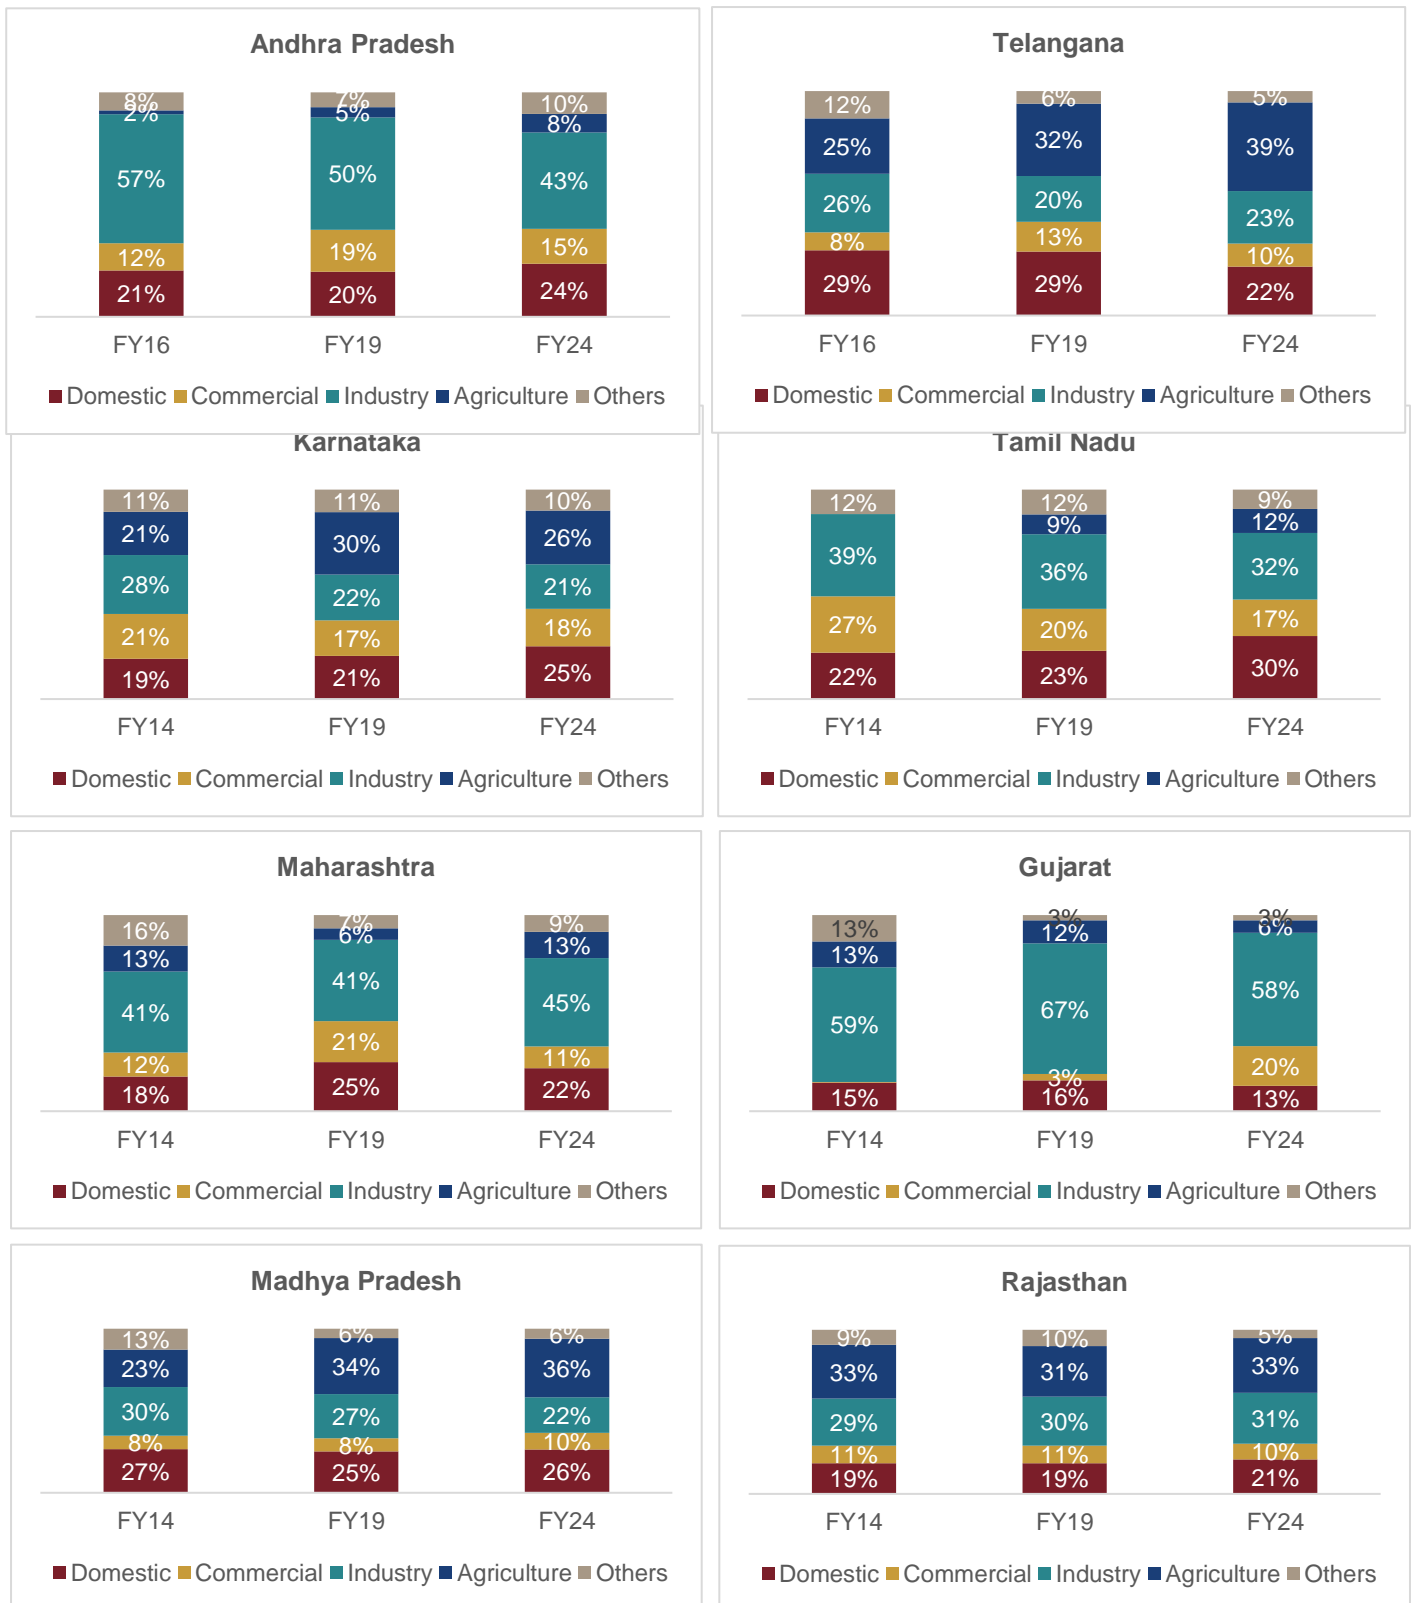 Andhra Pradesh
8% 7% 10%
2% 5% 8%
57% 50% 43%
12% 19% 15%
21% 20% 24%
FY16 FY19 FY24
Domestic Commercial Industry Agriculture Others
Telangana
12% 6% 5%
25% 32% 39%
26% 20% 23%
8% 13% 10%
29% 29% 22%
FY16 FY19 FY24
Domestic Commercial Industry Agriculture Others
Karnataka
11% 11% 10%
21% 30% 26%
28% 22% 21%
21% 17% 18%
19% 21% 25%
FY14 FY19 FY24
Domestic Commercial Industry Agriculture Others
Tamil Nadu
12% 12% 9%
9% 12%
39% 36% 32%
27% 20% 17%
22% 23% 30%
FY14 FY19 FY24
Domestic Commercial Industry Agriculture Others
Maharashtra
16% 7% 9%
13% 6% 13%
41% 41% 45%
12% 21% 11%
18% 25% 22%
FY14 FY19 FY24
Domestic Commercial Industry Agriculture Others
Gujarat
13% 3% 3%
13% 12% 6%
59% 67% 58%
3% 20%
15% 16% 13%
FY14 FY19 FY24
Domestic Commercial Industry Agriculture Others
Madhya Pradesh
13% 6% 6%
23% 34% 36%
30% 27% 22%
8% 8% 10%
27% 25% 26%
FY14 FY19 FY24
Domestic Commercial Industry Agriculture Others
Rajasthan
9% 10% 5%
33% 31% 33%
29% 30% 31%
11% 11% 10%
19% 19% 21%
FY14 FY19 FY24
Domestic Commercial Industry Agriculture Others